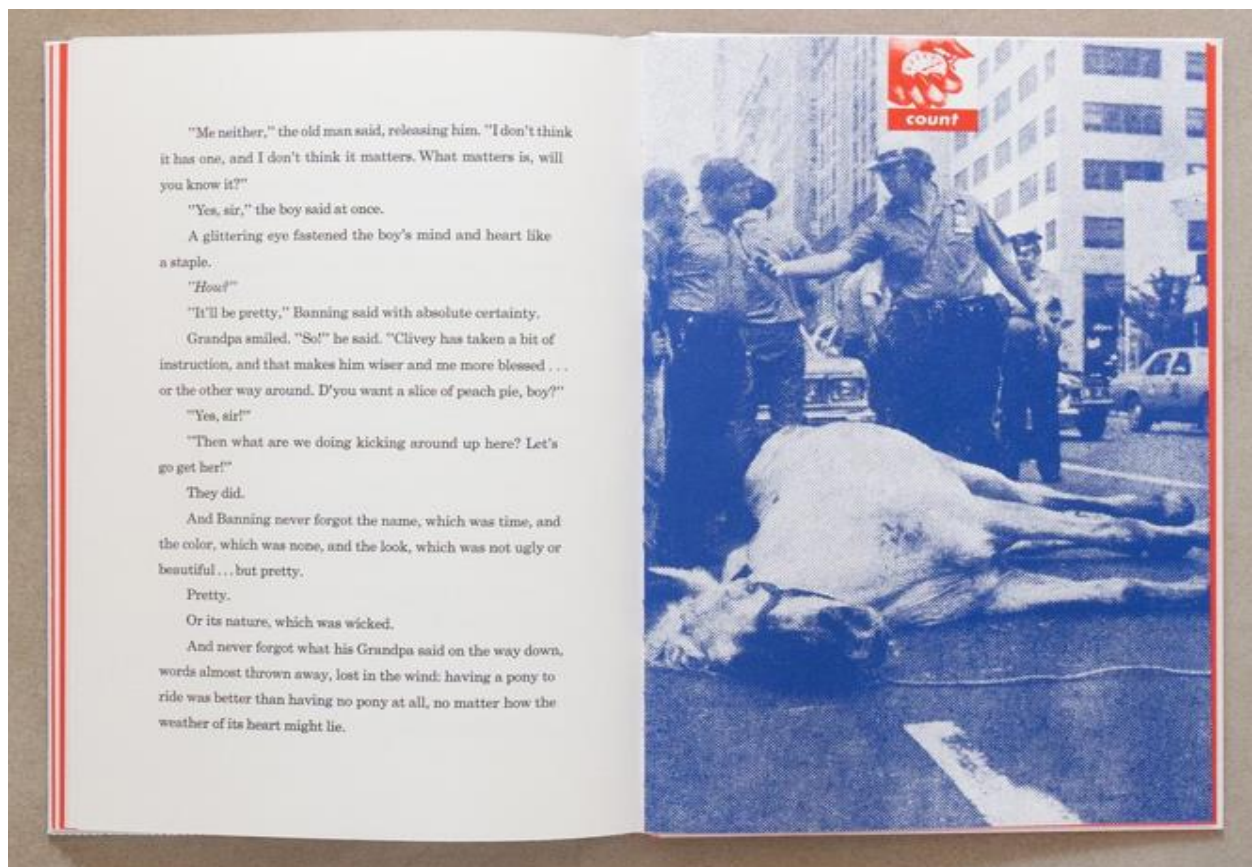 "Me neither," the old man said, releasing him. "I don't think
it has one, and I don't think it matters. What matters is, will
you know it?"
"Yes, sir," the boy said at once.
A glittering eye fastened the boy's mind and heart like
a staple.
"How?"
"It'll be pretty," Banning said with absolute certainty.
Grandpa smiled. "So!" he said. "Clivey has taken a bit of
instruction, and that makes him wiser and me more blessed . . .
or the other way around. D'you want a slice of peach pie, boy?"
"Yes, sir!"
"Then what are we doing kicking around up here? Let's
go get her!"
They did.
And Banning never forgot the name, which was time, and
the color, which was none, and the look, which was not ugly or
beautiful . . . but pretty.
Pretty.
Or its nature, which was wicked.
And never forgot what his Grandpa said on the way down,
words almost thrown away, lost in the wind: having a pony to
ride was better than having no pony at all, no matter how the
weather of its heart might lie.
count